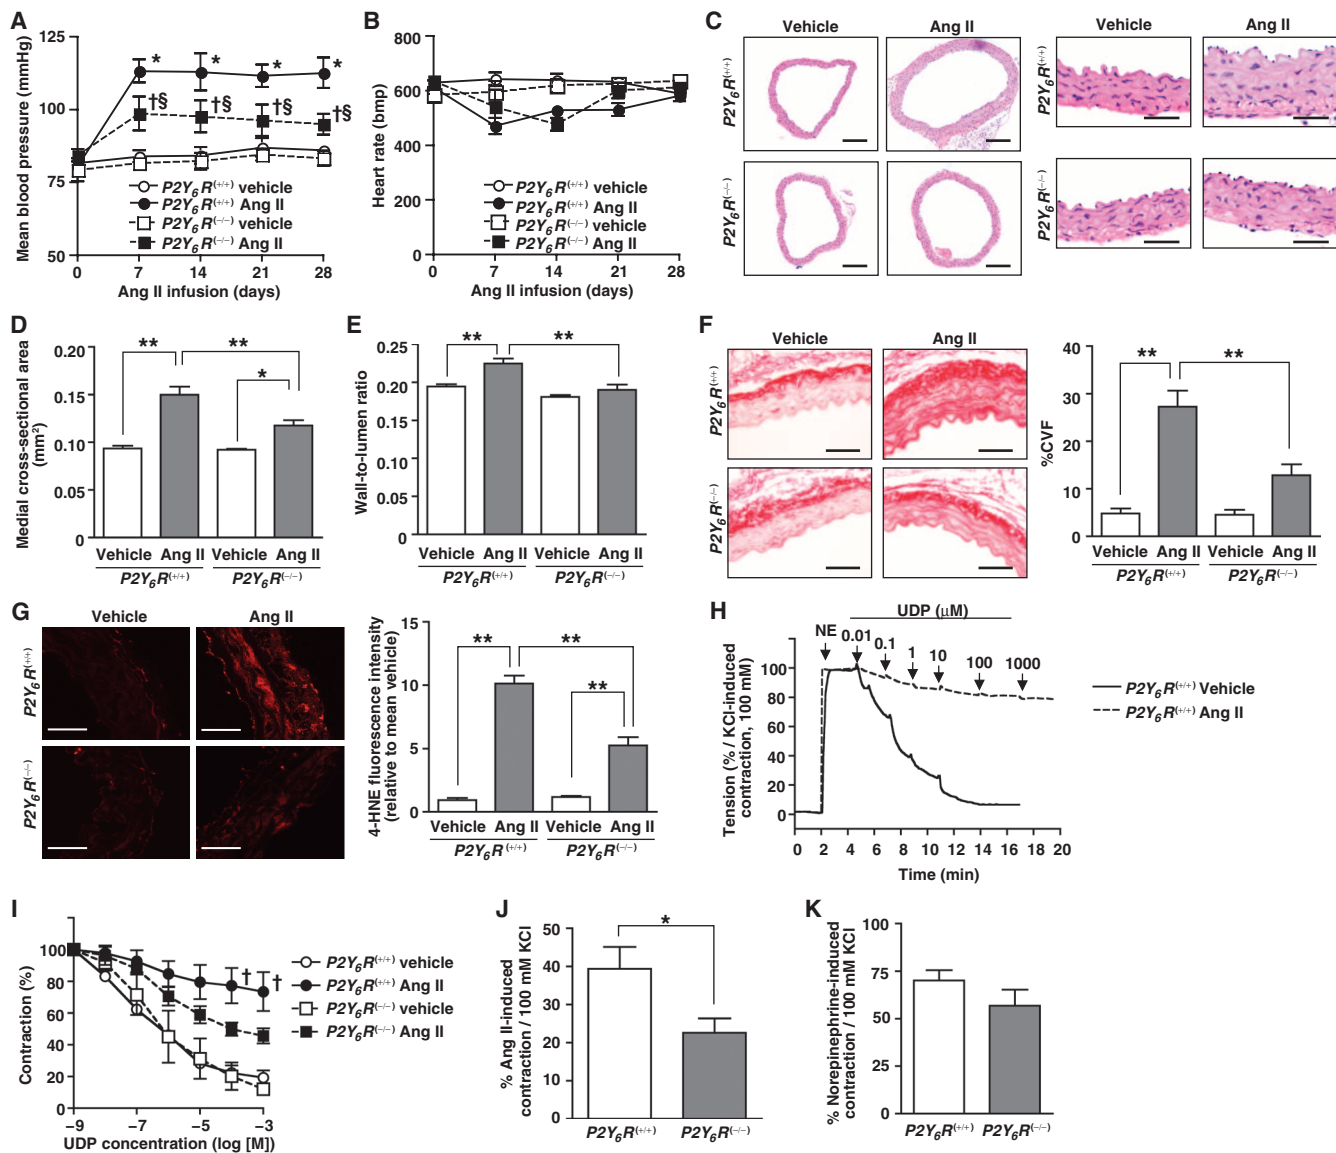 A
Mean blood pressure (mmHg)
125
100
75
50
* * * *
†§ †§ †§ †§
P2Y6R(+/+) vehicle
P2Y6R(+/+) Ang II
P2Y6R(−/−) vehicle
P2Y6R(−/−) Ang II
0 7 14 21 28
Ang II infusion (days)
B
Heart rate (bmp)
800
600
400
200
0
P2Y6R(+/+) vehicle
P2Y6R(+/+) Ang II
P2Y6R(−/−) vehicle
P2Y6R(−/−) Ang II
0 7 14 21 28
Ang II infusion (days)
C
Vehicle Ang II Vehicle Ang II
P2Y6R(+/+)
P2Y6R(−/−)
P2Y6R(+/+)
P2Y6R(−/−)
D
Medial cross-sectional area
(mm2)
0.20
0.15
0.10
0.05
0
** ** *
Vehicle Ang II Vehicle Ang II
P2Y6R(+/+) P2Y6R(−/−)
E
Wall-to-lumen ratio
0.25
0.20
0.15
0.10
0.05
0.00
** **
Vehicle Ang II Vehicle Ang II
P2Y6R(+/+) P2Y6R(−/−)
F
Vehicle Ang II
P2Y6R(+/+)
P2Y6R(−/−)
%CVF
40
30
20
10
0
** **
Vehicle Ang II Vehicle Ang II
P2Y6R(+/+) P2Y6R(−/−)
G
Vehicle Ang II
P2Y6R(+/+)
P2Y6R(−/−)
4-HNE fluorescence intensity
(relative to mean vehicle)
15
10
5
0
** ** **
Vehicle Ang II Vehicle Ang II
P2Y6R(+/+) P2Y6R(−/−)
H
UDP (μM)
NE 0.01 0.1 1 10 100 1000
Tension (% / KCl-induced
contraction, 100 mM)
120
100
80
60
40
20
0
0 2 4 6 8 10 12 14 16 18 20
Time (min)
P2Y6R(+/+) Vehicle
P2Y6R(+/+) Ang II
I
Contraction (%)
100
80
60
40
20
0
† †
−9 −7 −5 −3
UDP concentration (log [M])
P2Y6R(+/+) vehicle
P2Y6R(+/+) Ang II
P2Y6R(−/−) vehicle
P2Y6R(−/−) Ang II
J
% Ang II-induced
contraction / 100 mM KCl
50
40
30
20
10
0
*
P2Y6R(+/+) P2Y6R(−/−)
K
% Norepinephrine-induced
contraction / 100 mM KCl
100
75
50
25
0
P2Y6R(+/+) P2Y6R(−/−)